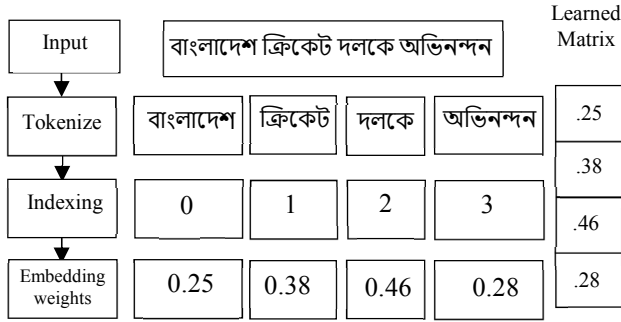 Learned
Matrix
Input
বাংলাদেশ ক্রিকেট দলকে অভিনন্দন
Tokenize
বাংলাদেশ
ক্রিকেট
দলকে
অভিনন্দন
.25
.38
Indexing
0
1
2
3
.46
Embedding
weights
0.25
0.38
0.46
0.28
.28